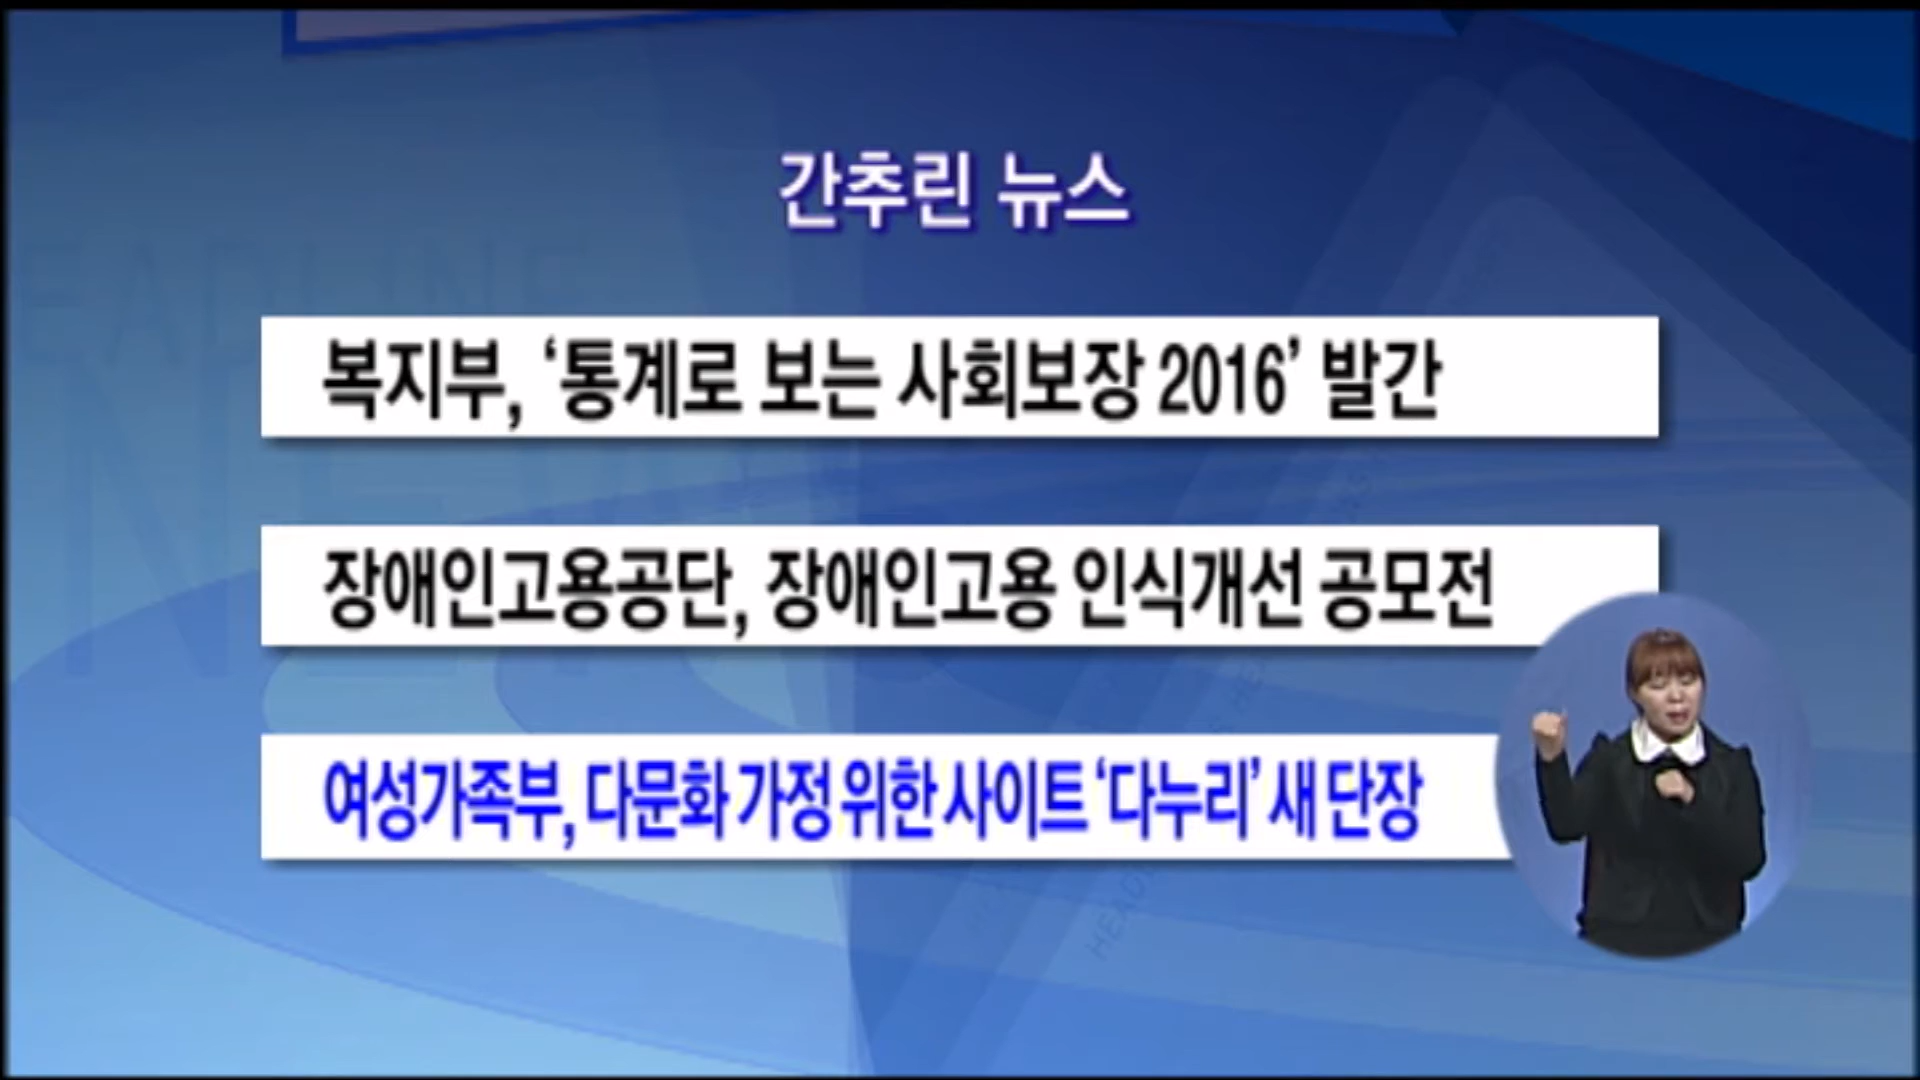 간추린 뉴스
복지부, ‘통계로 보는 사회보장 2016’ 발간
장애인고용공단, 장애인고용 인식개선 공모전
여성가족부, 다문화 가정 위한 사이트 ‘다누리’ 새 단장